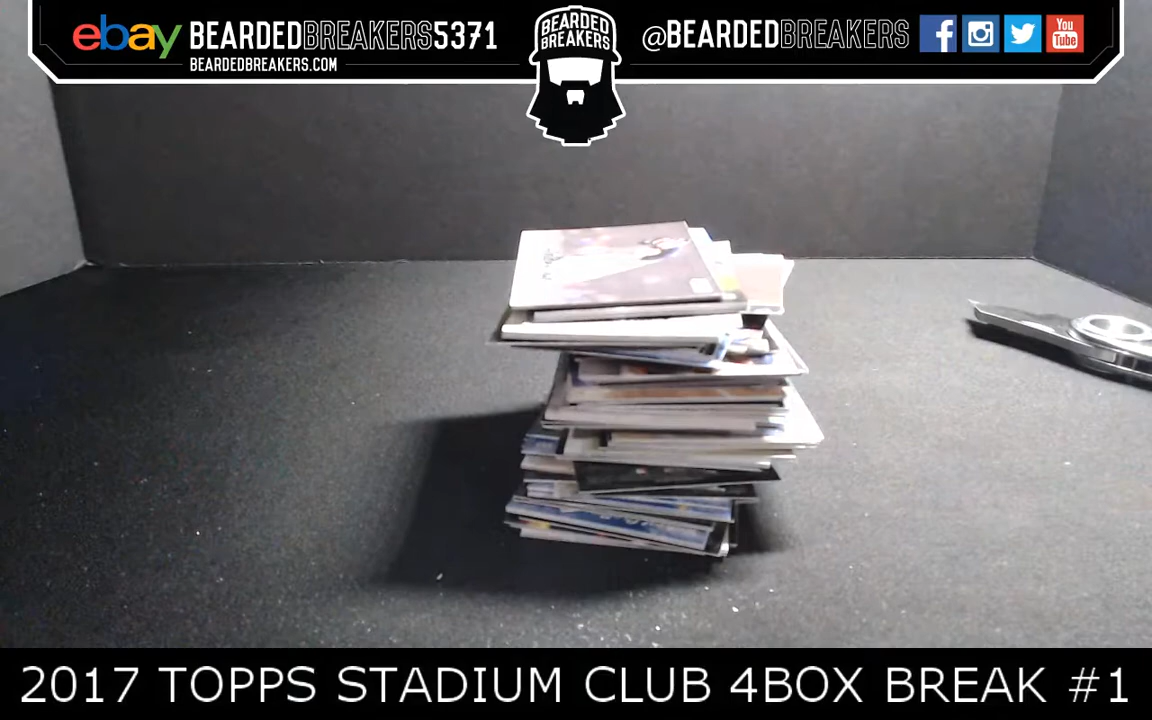 ebay BEARDEDBREAKERS5371
BEARDEDBREAKERS.COM
BEARDED
BREAKERS
@BEARDEDBREAKERS
You
Tube
2017 TOPPS STADIUM CLUB 4BOX BREAK #1